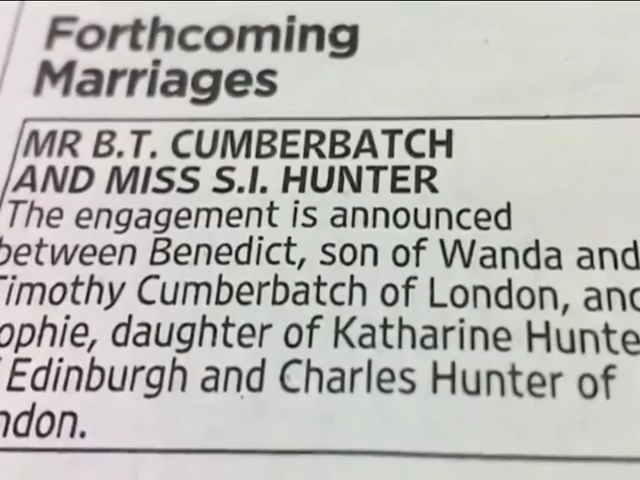 Forthcoming
Marriages
MR B.T. CUMBERBATCH
AND MISS S.I. HUNTER
The engagement is announced
between Benedict, son of Wanda and
Timothy Cumberbatch of London, and
ophie, daughter of Katharine Hunte
f Edinburgh and Charles Hunter of
ndon.